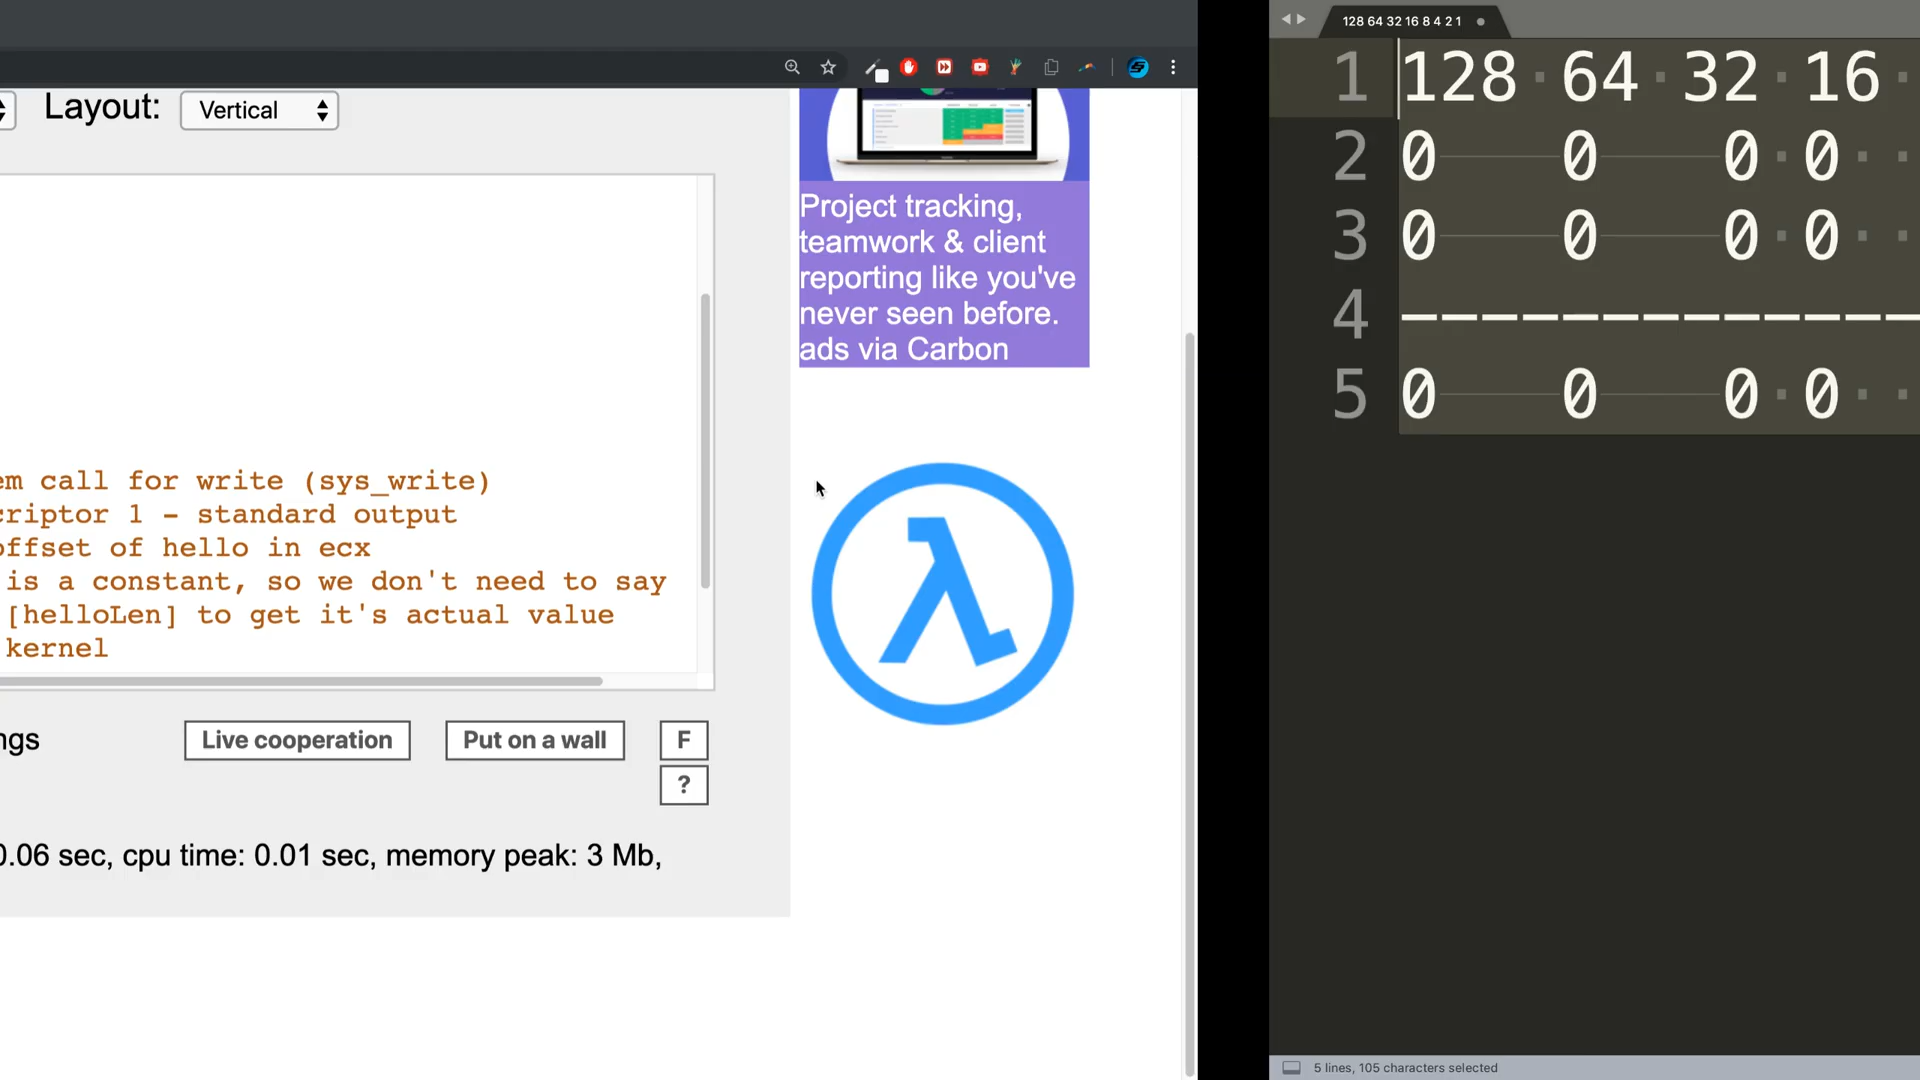 Layout: Vertical
em call for write (sys_write)
criptor 1 - standard output
offset of hello in ecx
is a constant, so we don't need to say
[helloLen] to get it's actual value
kernel
ngs Live cooperation Put on a wall F
?
0.06 sec, cpu time: 0.01 sec, memory peak: 3 Mb,
Project tracking,
teamwork & client
reporting like you've
never seen before.
ads via Carbon
128 64 32 16 8 4 2 1
1 128 64 32 16
2 0 0 0 0
3 0 0 0 0
4 -------------
5 0 0 0 0
5 lines, 105 characters selected